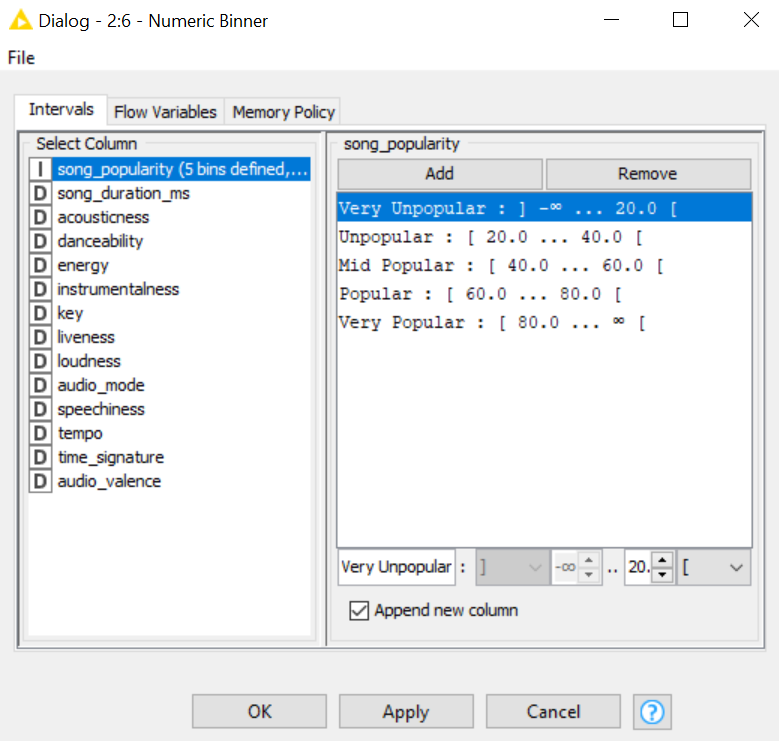 Dialog - 2:6 - Numeric Binner
File
Intervals
Flow Variables
Memory Policy
Select Column
I song_popularity (5 bins defined,...
D song_duration_ms
D acousticness
D danceability
D energy
D instrumentalness
D key
D liveness
D loudness
D audio_mode
D speechiness
D tempo
D time_signature
D audio_valence
song_popularity
Add
Remove
Very Unpopular : ] -∞ ... 20.0 [
Unpopular : [ 20.0 ... 40.0 [
Mid Popular : [ 40.0 ... 60.0 [
Popular : [ 60.0 ... 80.0 [
Very Popular : [ 80.0 ... ∞ [
Very Unpopular : ] -∞ .. 20. [
Append new column
OK
Apply
Cancel
?